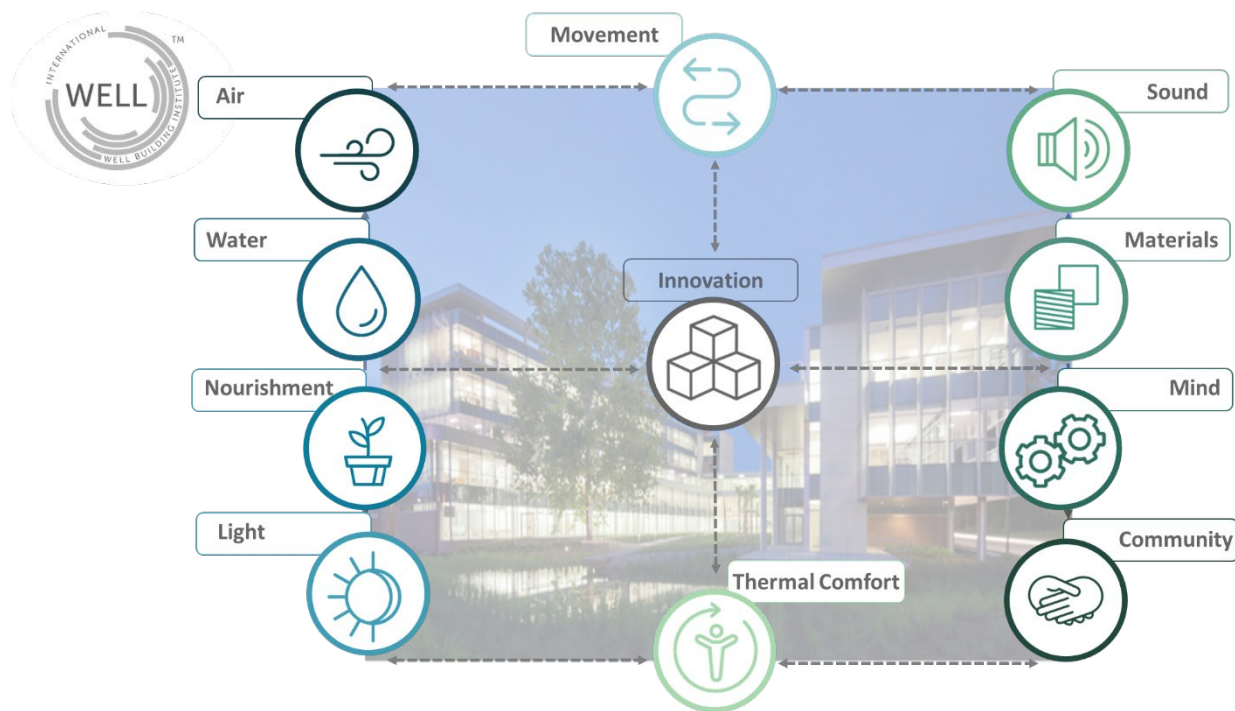 INTERNATIONAL
WELL
WELL BUILDING INSTITUTE
TM
Movement
Air
Sound
Water
Materials
Innovation
Nourishment
Mind
Light
Community
Thermal Comfort